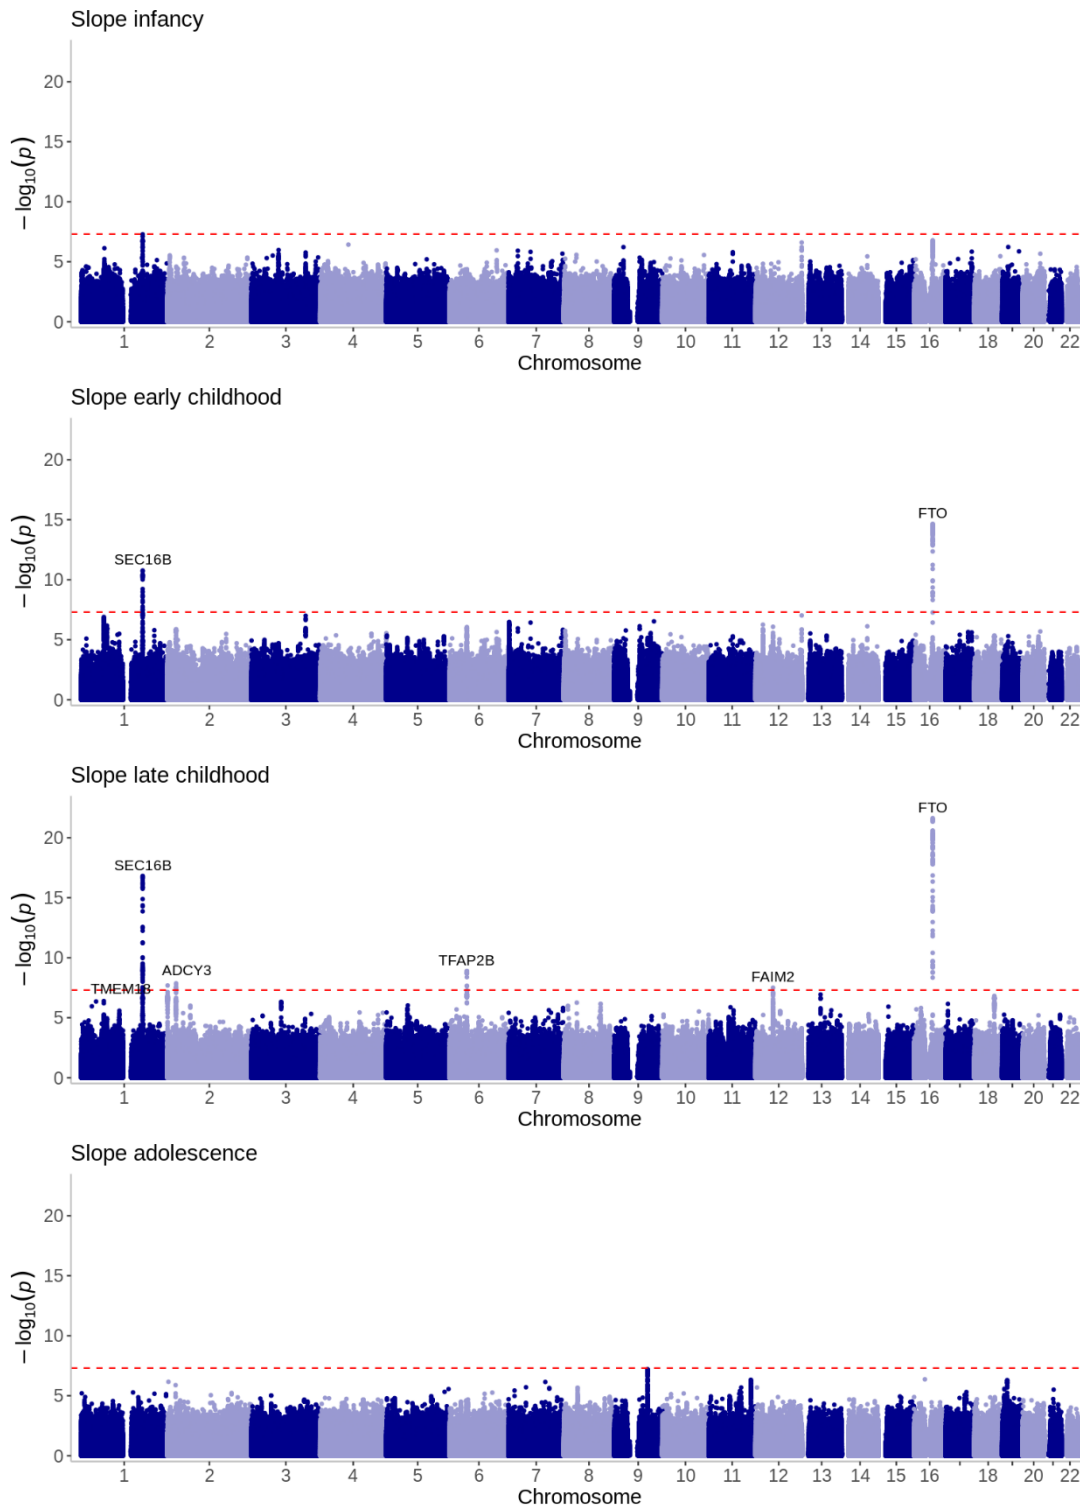 Slope infancy
20
15
10
5
0
− log10(p)
1 2 3 4 5 6 7 8 9 10 11 12 13 14 15 16 18 20 22
Chromosome
Slope early childhood
20
15
10
5
0
− log10(p)
FTO
SEC16B
1 2 3 4 5 6 7 8 9 10 11 12 13 14 15 16 18 20 22
Chromosome
Slope late childhood
20
15
10
5
0
− log10(p)
FTO
SEC16B
TFAP2B
ADCY3
FAIM2
TMEM18
1 2 3 4 5 6 7 8 9 10 11 12 13 14 15 16 18 20 22
Chromosome
Slope adolescence
20
15
10
5
0
− log10(p)
1 2 3 4 5 6 7 8 9 10 11 12 13 14 15 16 18 20 22
Chromosome